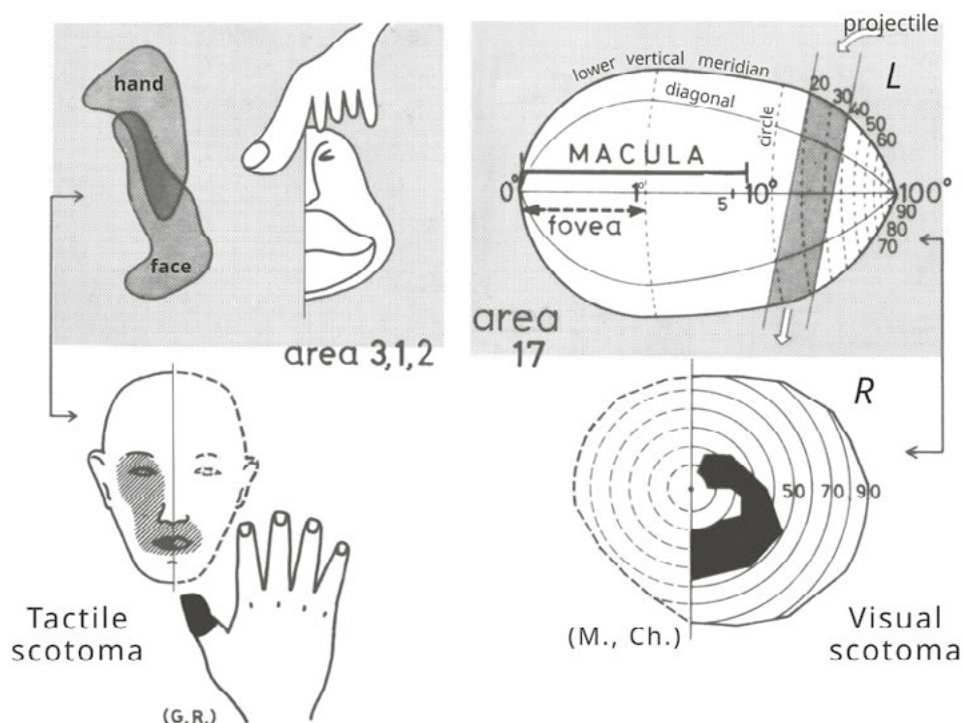 hand
face
area 3,1,2
projectile
L
lower vertical meridian
diagonal
circle
20
30
40
50
60
MACULA
0°
1°
5
10°
100°
90
80
70
fovea
area
17
Tactile
scotoma
(G.R.)
R
50 70 90
(M., Ch.)
Visual
scotoma